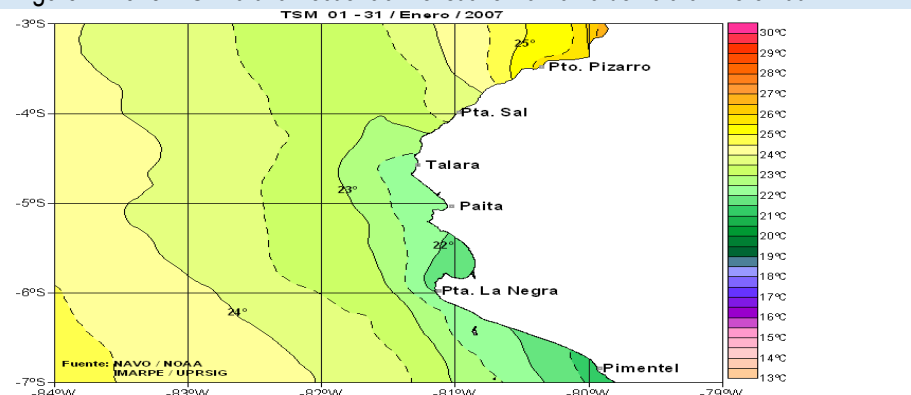 TSM 01 - 31 / Enero / 2007
-3°S
-4°S
-5°S
-6°S
-7°S
25°
Pto. Pizarro
Pta. Sal
Talara
23°
Paita
22°
Pta. La Negra
24°
Pimentel
Fuente: NAVO / NOAA
IMARPE / UPRSIG
-84°W
-83°W
-82°W
-81°W
-80°W
-79°W
30°C
29°C
28°C
27°C
26°C
25°C
24°C
23°C
22°C
21°C
20°C
19°C
18°C
17°C
16°C
15°C
14°C
13°C